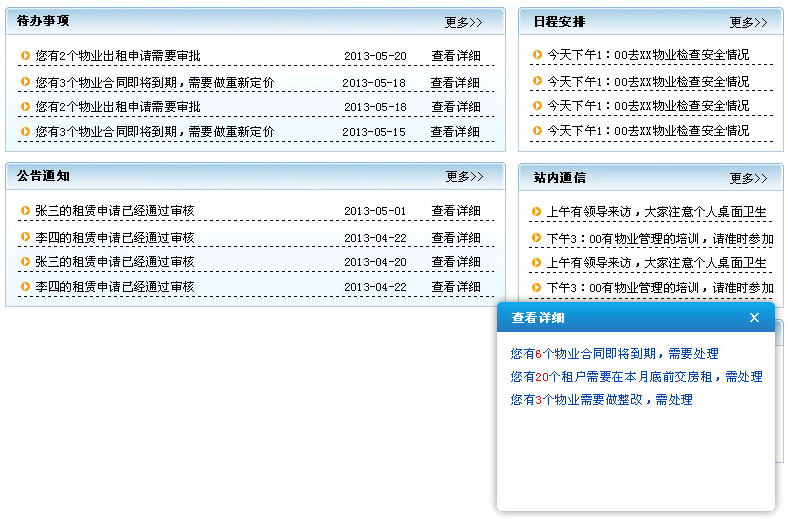 待办事项 更多>>
您有2个物业出租申请需要审批 2013-05-20 查看详细
您有3个物业合同即将到期，需要做重新定价 2013-05-18 查看详细
您有2个物业出租申请需要审批 2013-05-18 查看详细
您有3个物业合同即将到期，需要做重新定价 2013-05-15 查看详细
日程安排 更多>>
今天下午1：00去XX物业检查安全情况
今天下午1：00去XX物业检查安全情况
今天下午1：00去XX物业检查安全情况
今天下午1：00去XX物业检查安全情况
公告通知 更多>>
张三的租赁申请已经通过审核 2013-05-01 查看详细
李四的租赁申请已经通过审核 2013-04-22 查看详细
张三的租赁申请已经通过审核 2013-04-20 查看详细
李四的租赁申请已经通过审核 2013-04-22 查看详细
站内通信 更多>>
上午有领导来访，大家注意个人桌面卫生
下午3：00有物业管理的培训，请准时参加
上午有领导来访，大家注意个人桌面卫生
下午3：00有物业管理的培训，请准时参加
查看详细 X
您有6个物业合同即将到期，需要处理
您有20个租户需要在本月底前交房租，需处理
您有3个物业需要做整改，需处理